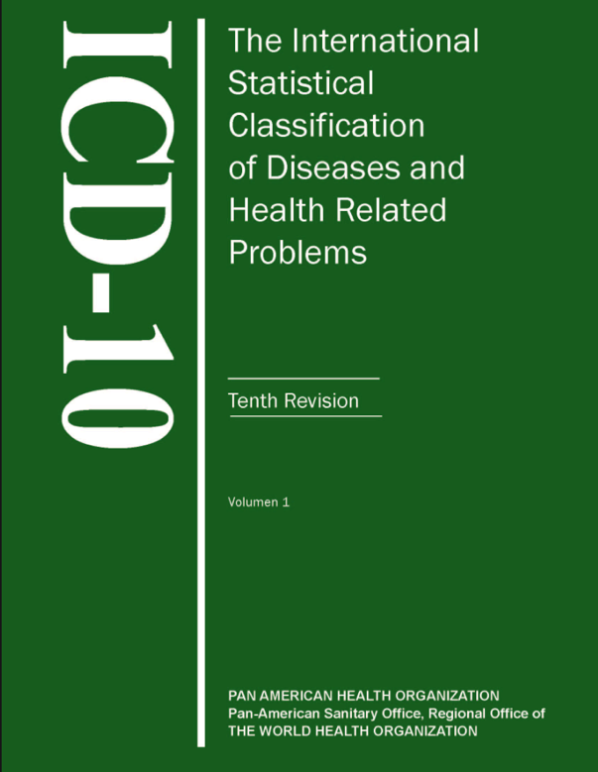 ICD-10
The International
Statistical
Classification
of Diseases and
Health Related
Problems
Tenth Revision
Volumen 1
PAN AMERICAN HEALTH ORGANIZATION
Pan-American Sanitary Office, Regional Office of
THE WORLD HEALTH ORGANIZATION